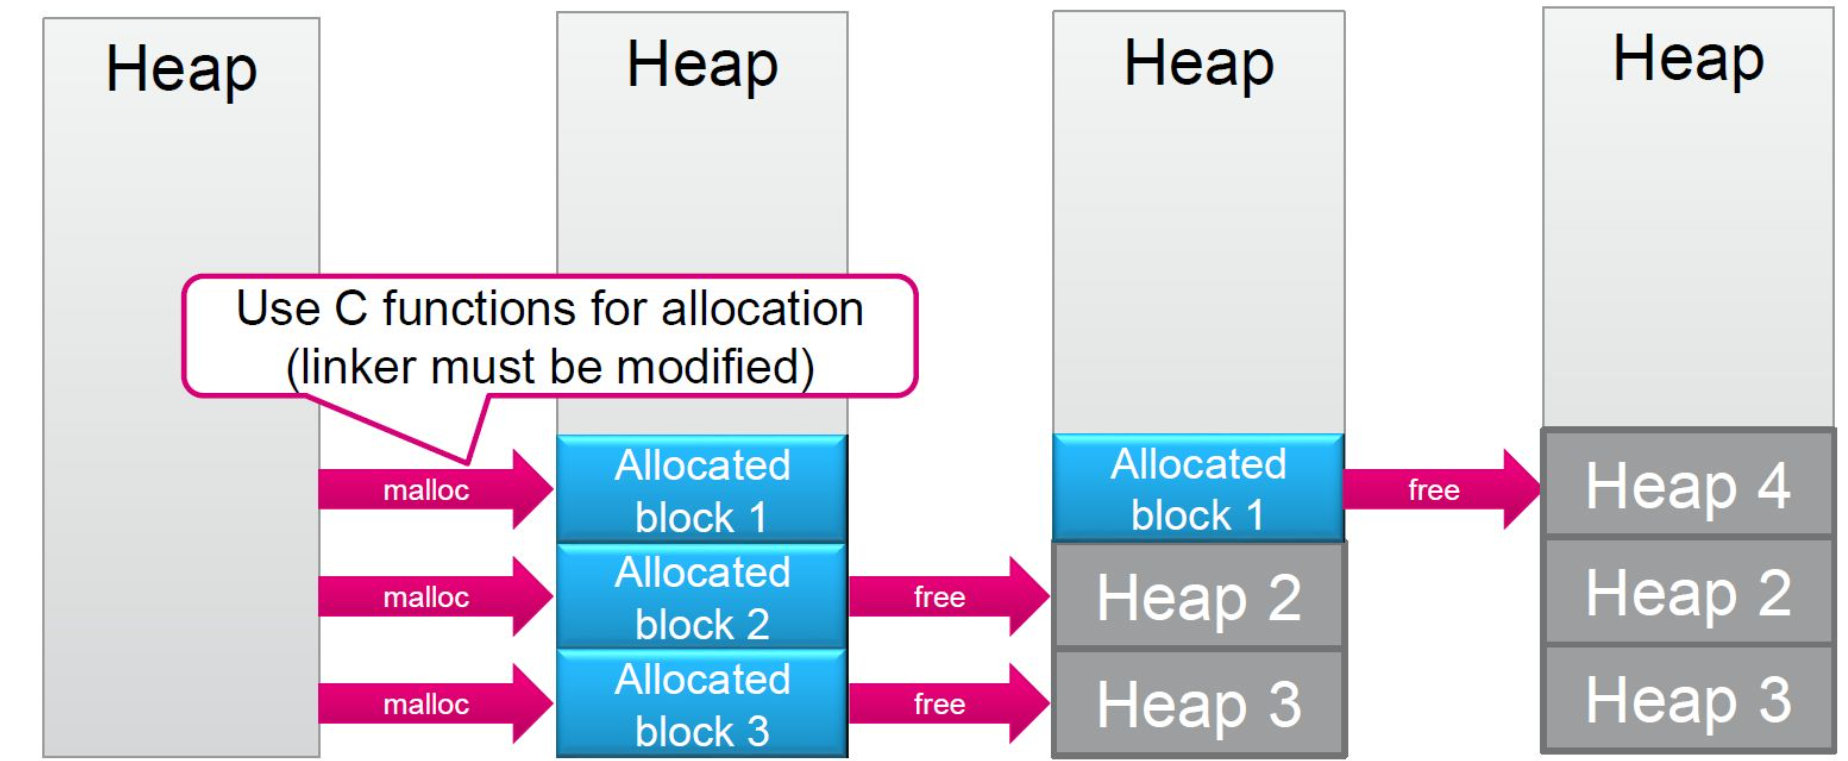 Heap
Heap
Heap
Heap
Use C functions for allocation
(linker must be modified)
malloc
Allocated
block 1
Allocated
block 1
free
Heap 4
malloc
Allocated
block 2
free
Heap 2
Heap 2
malloc
Allocated
block 3
free
Heap 3
Heap 3